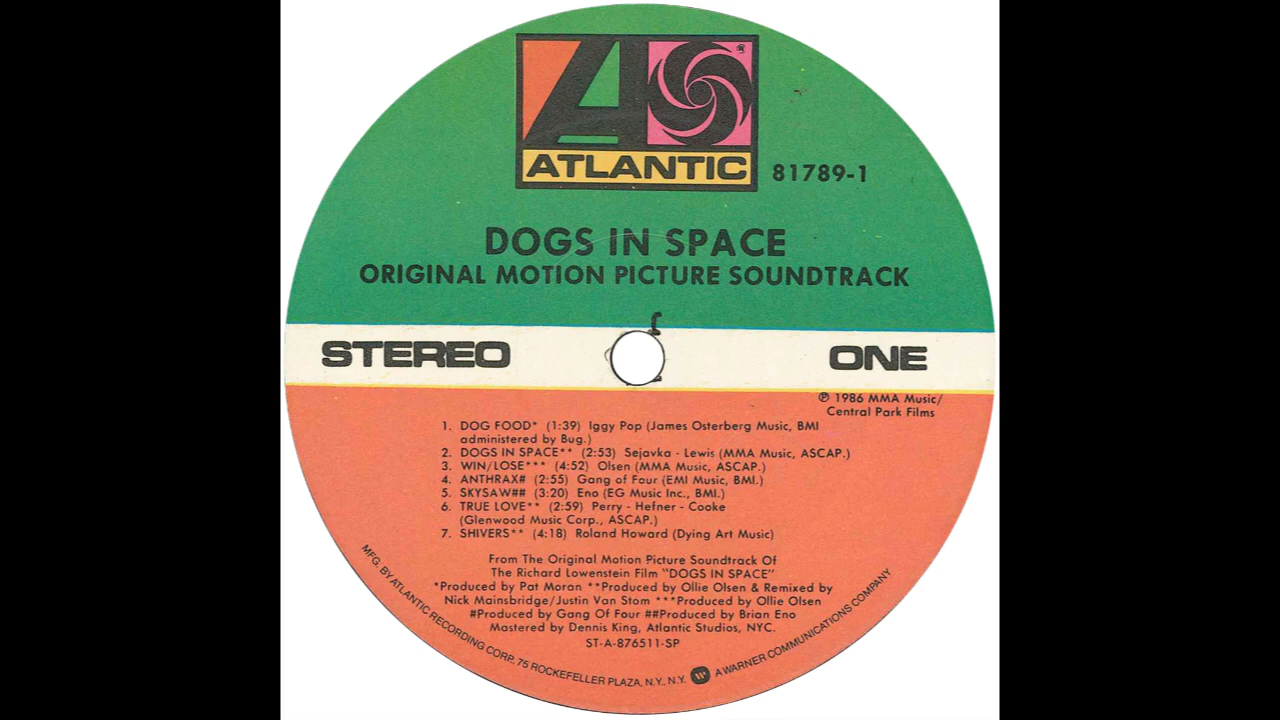 ATLANTIC
81789-1
DOGS IN SPACE
ORIGINAL MOTION PICTURE SOUNDTRACK
STEREO
ONE
℗ 1986 MMA Music/
Central Park Films
1. DOG FOOD* (1:39) Iggy Pop (James Osterberg Music, BMI
administered by Bug.)
2. DOGS IN SPACE** (2:53) Sejavka - Lewis (MMA Music, ASCAP.)
3. WIN/LOSE*** (4:52) Olsen (MMA Music, ASCAP.)
4. ANTHRAX# (2:55) Gang of Four (EMI Music, BMI.)
5. SKYSAW## (3:20) Eno (EG Music Inc., BMI.)
6. TRUE LOVE** (2:59) Perry - Hefner - Cooke
(Glenwood Music Corp., ASCAP.)
7. SHIVERS** (4:18) Roland Howard (Dying Art Music)
From The Original Motion Picture Soundtrack Of
The Richard Lowenstein Film "DOGS IN SPACE"
*Produced by Pat Moran **Produced by Ollie Olsen & Remixed by
Nick Mainsbridge/Justin Van Stom ***Produced by Ollie Olsen
#Produced by Gang Of Four ##Produced by Brian Eno
Mastered by Dennis King, Atlantic Studios, NYC.
ST-A-876511-SP
MFG. BY ATLANTIC RECORDING CORP., 75 ROCKEFELLER PLAZA, N.Y., N.Y. A WARNER COMMUNICATIONS COMPANY